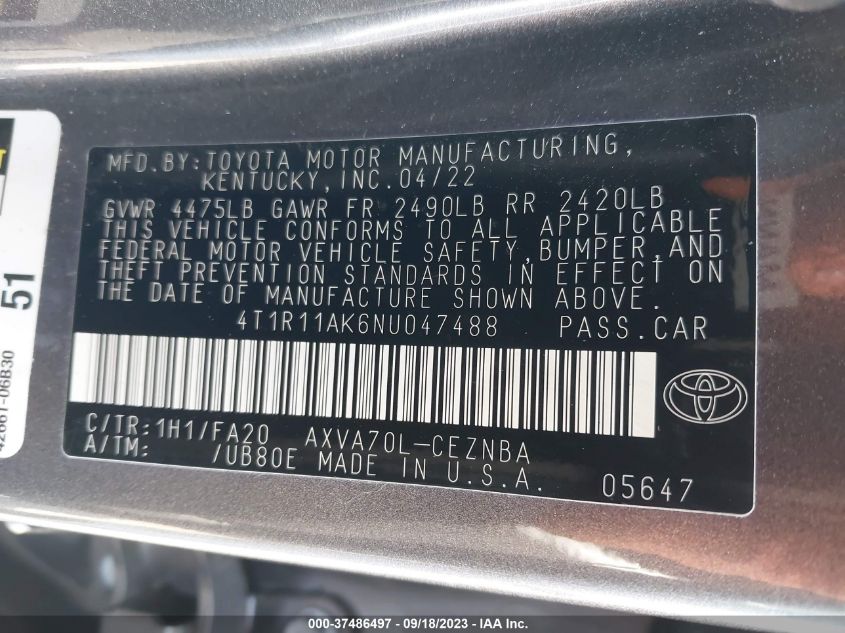 MFD.BY:TOYOTA MOTOR MANUFACTURING,
KENTUCKY,INC.04/22
GVWR 4475LB GAWR FR 2490LB RR 2420LB
THIS VEHICLE CONFORMS TO ALL APPLICABLE
FEDERAL MOTOR VEHICLE SAFETY,BUMPER,AND
THEFT PREVENTION STANDARDS IN EFFECT ON
THE DATE OF MANUFACTURE SHOWN ABOVE.
4T1R11AK6NU047488 PASS.CAR
C/TR:1H1/FA20 AXVA70L-CEZNBA
A/TM: /UB80E MADE IN U.S.A.
05647
51
42661-06B30
000-37486497 - 09/18/2023 - IAA Inc.